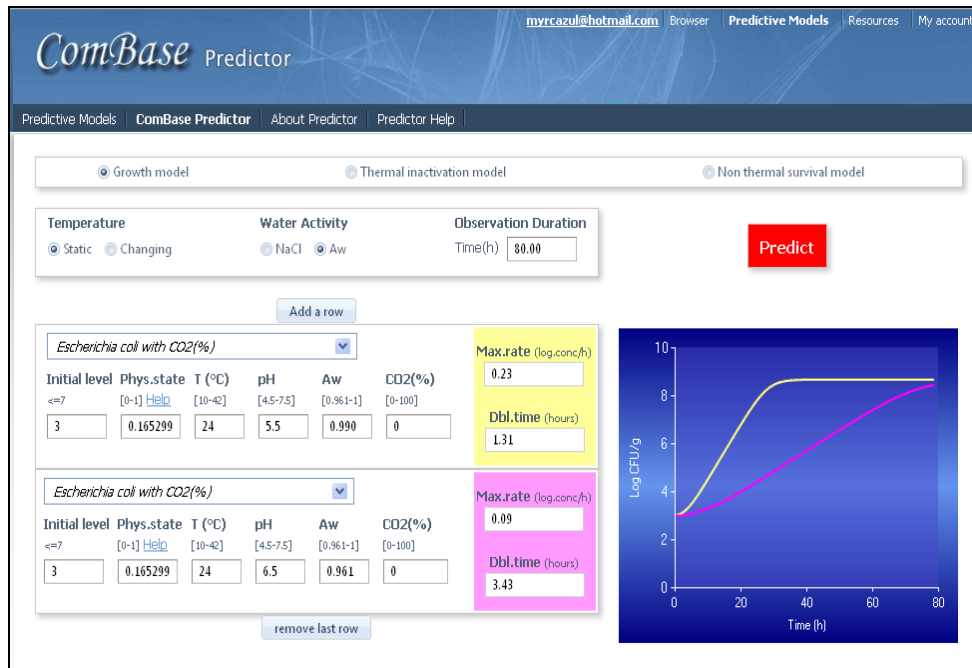 myrcazul@hotmail.com Browser Predictive Models Resources My account
ComBase Predictor
Predictive Models ComBase Predictor About Predictor Predictor Help
Growth model Thermal inactivation model Non thermal survival model
Temperature Water Activity Observation Duration
Static Changing NaCl Aw Time(h) 80.00
Predict
Add a row
Escherichia coli with CO2(%)
Initial level Phys.state T (ºC) pH Aw CO2(%)
<=7 [0-1] Help [10-42] [4.5-7.5] [0.961-1] [0-100]
3 0.165299 24 5.5 0.990 0
Max.rate (log.conc/h)
0.23
Dbl.time (hours)
1.31
Escherichia coli with CO2(%)
Initial level Phys.state T (ºC) pH Aw CO2(%)
<=7 [0-1] Help [10-42] [4.5-7.5] [0.961-1] [0-100]
3 0.165299 24 6.5 0.961 0
Max.rate (log.conc/h)
0.09
Dbl.time (hours)
3.43
remove last row
10
8
6
4
2
0
Log CFU/g
0 20 40 60 80
Time (h)